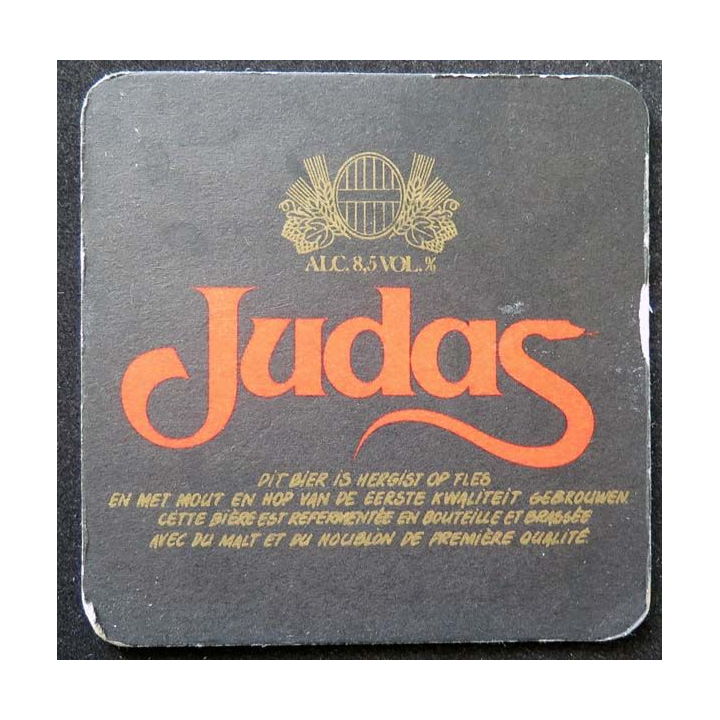 ALC. 8,5 VOL. %
Judas
DIT BIER IS HERGIST OP FLES
EN MET MOUT EN HOP VAN DE EERSTE KWALITEIT GEBROUWEN.
CETTE BIÈRE EST REFERMENTÉE EN BOUTEILLE ET BRASSÉE
AVEC DU MALT ET DU HOUBLON DE PREMIÈRE QUALITÉ.